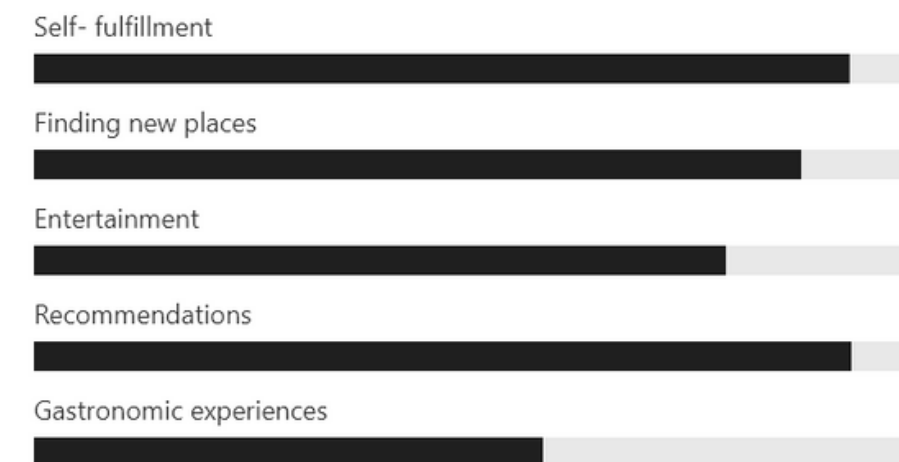 Self- fulfillment
Finding new places
Entertainment
Recommendations
Gastronomic experiences